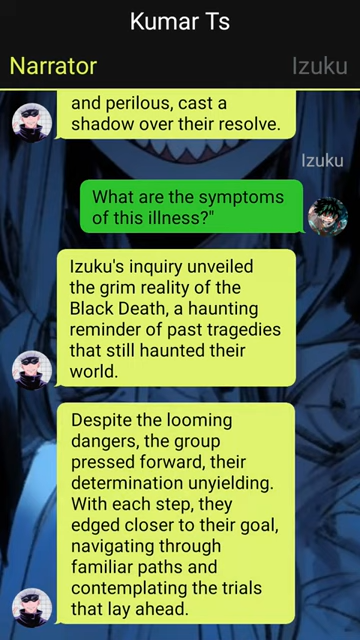 Kumar Ts
Narrator
Izuku
and perilous, cast a
shadow over their resolve.
Izuku
What are the symptoms
of this illness?"
Izuku's inquiry unveiled
the grim reality of the
Black Death, a haunting
reminder of past tragedies
that still haunted their
world.
Despite the looming
dangers, the group
pressed forward, their
determination unyielding.
With each step, they
edged closer to their goal,
navigating through
familiar paths and
contemplating the trials
that lay ahead.